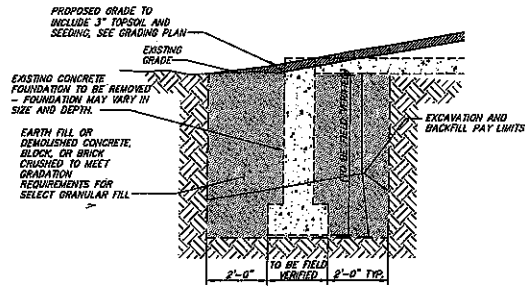 PROPOSED GRADE TO
INCLUDE 3" TOPSOIL AND
SEEDING, SEE GRADING PLAN
EXISTING
GRADE
EXISTING CONCRETE
FOUNDATION TO BE REMOVED
- FOUNDATION MAY VARY IN
SIZE AND DEPTH.
EARTH FILL OR
DEMOLISHED CONCRETE,
BLOCK, OR BRICK
CRUSHED TO MEET
GRADATION
REQUIREMENTS FOR
SELECT GRANULAR FILL
TO BE FIELD VERIFIED
EXCAVATION AND
BACKFILL PAY LIMITS
2'-0"
TO BE FIELD
VERIFIED
2'-0" TYP.